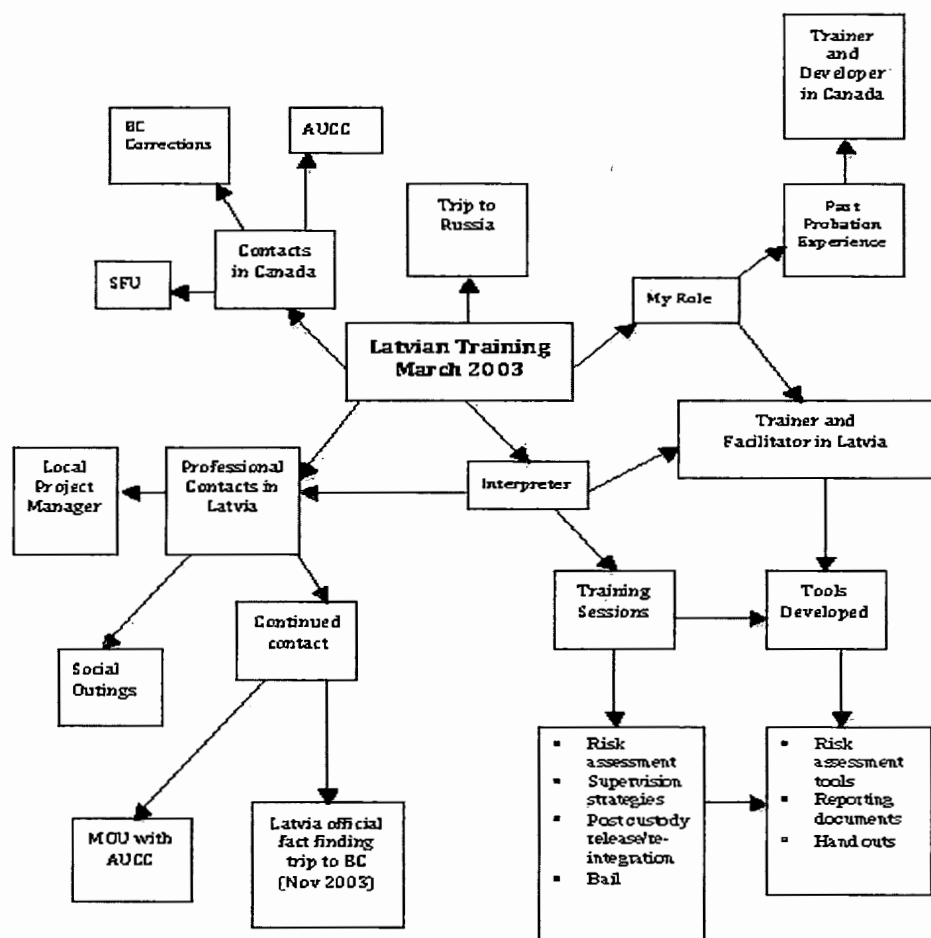 Trainer
and
Developer
in Canada
BC
Corrections
AUCC
Trip to
Russia
Past
Probation
Experience
Contacts
in Canada
SFU
My Role
Latvian Training
March 2003
Trainer and
Facilitator in Latvia
Local
Project
Manager
Professional
Contacts in
Latvia
Interpreter
Training
Sessions
Tools
Developed
Continued
contact
Social
Outings
▪ Risk
assessment
▪ Supervision
strategies
▪ Post custody
release/re-
integration
▪ Bail
▪ Risk
assessment
tools
▪ Reporting
documents
▫ Hand outs
MOU with
AUCC
Latvia official
fact finding
trip to BC
(Nov 2003)